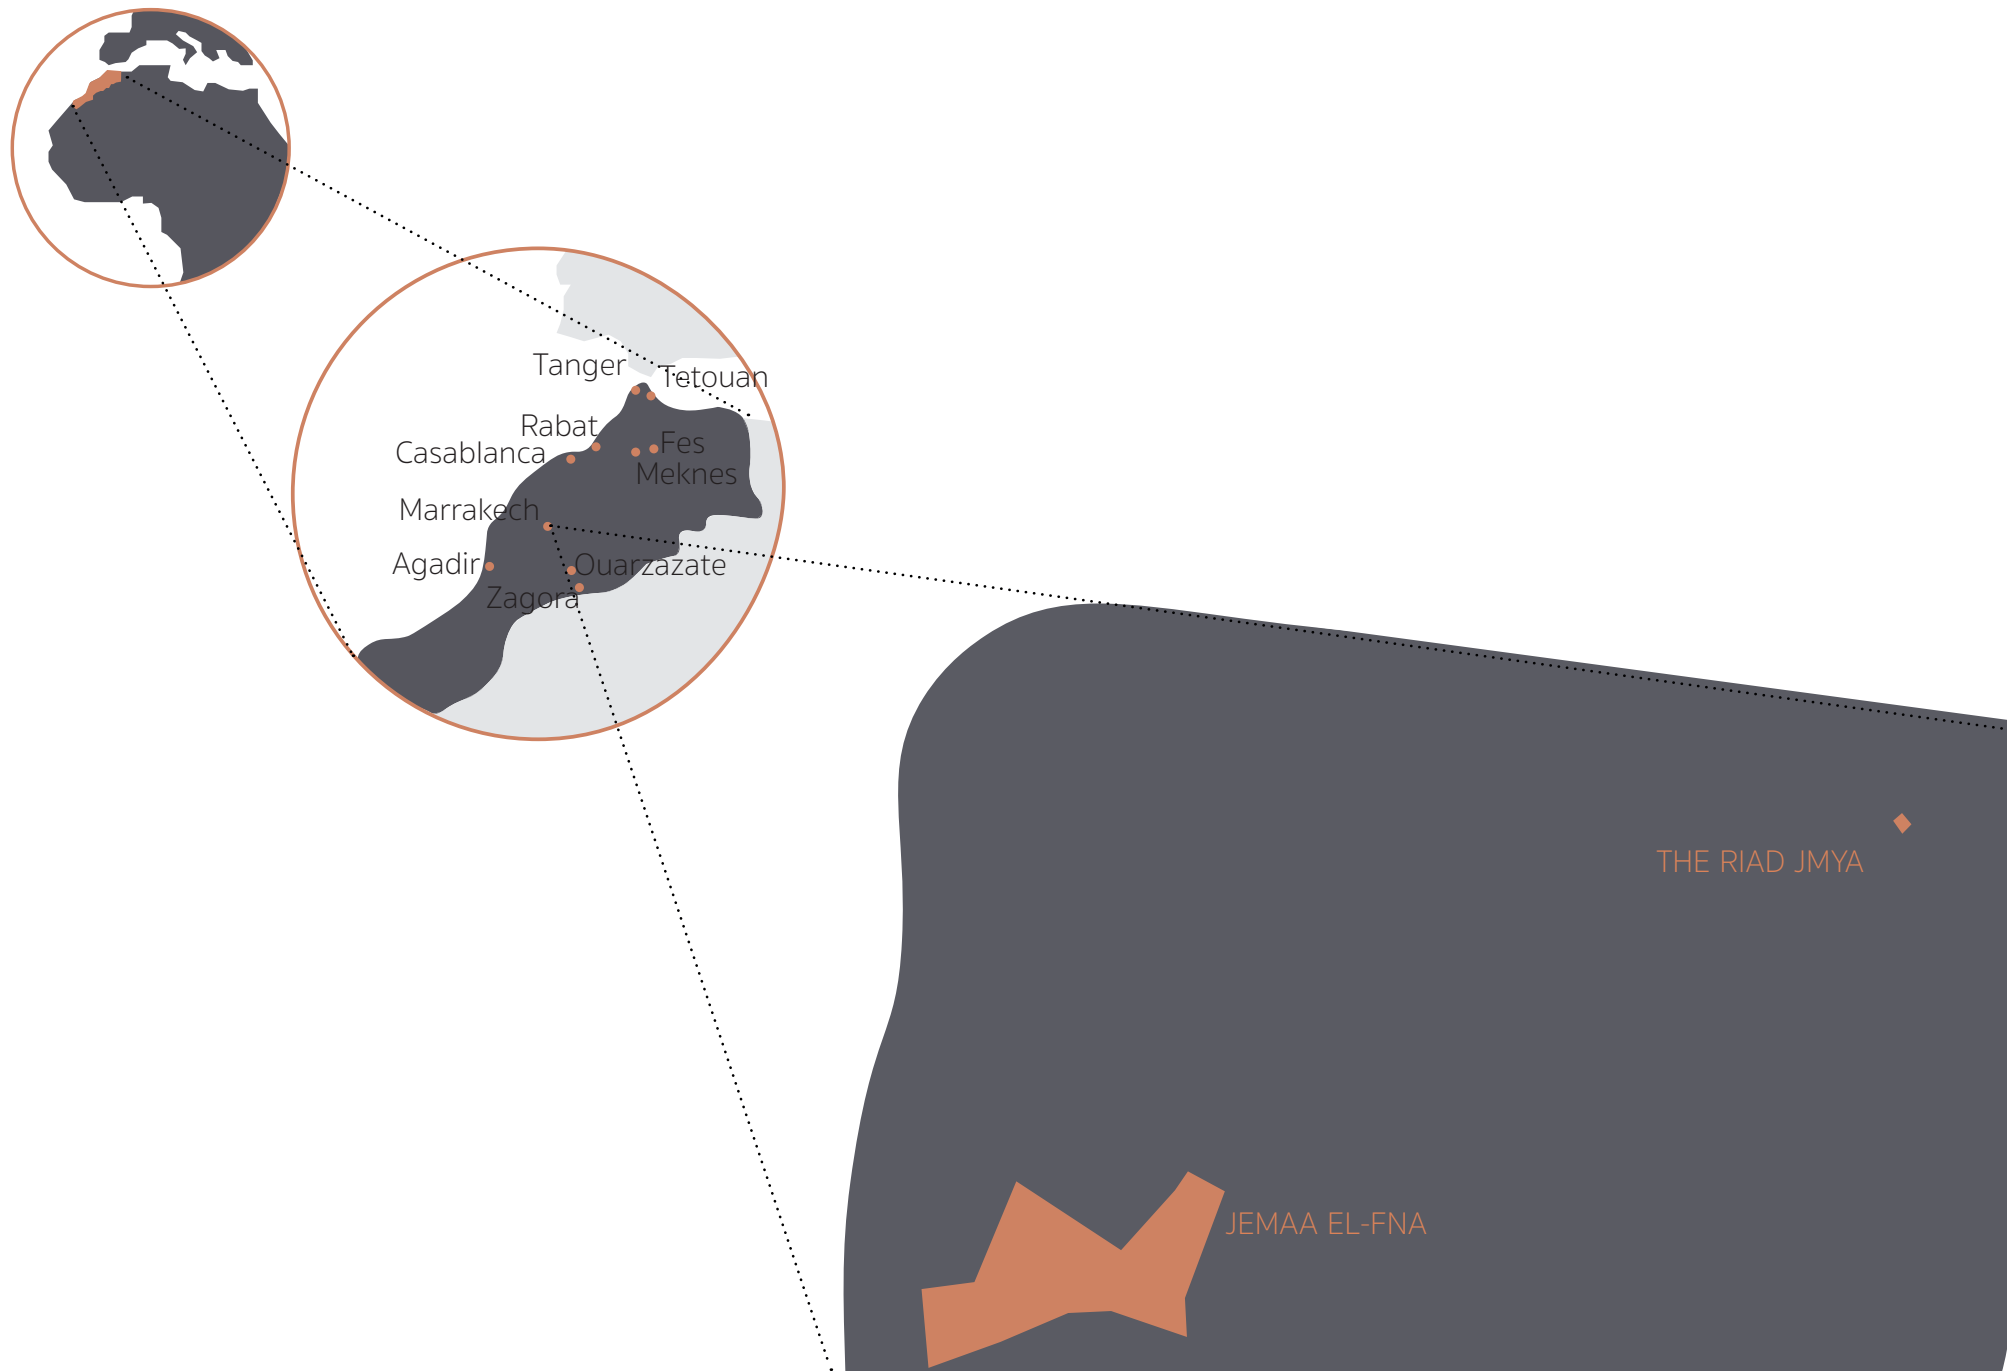 Tanger
Tetouan
Rabat
Fes
Casablanca
Meknes
Marrakech
Agadir
Ouarzazate
Zagora
THE RIAD JMYA
JEMAA EL-FNA